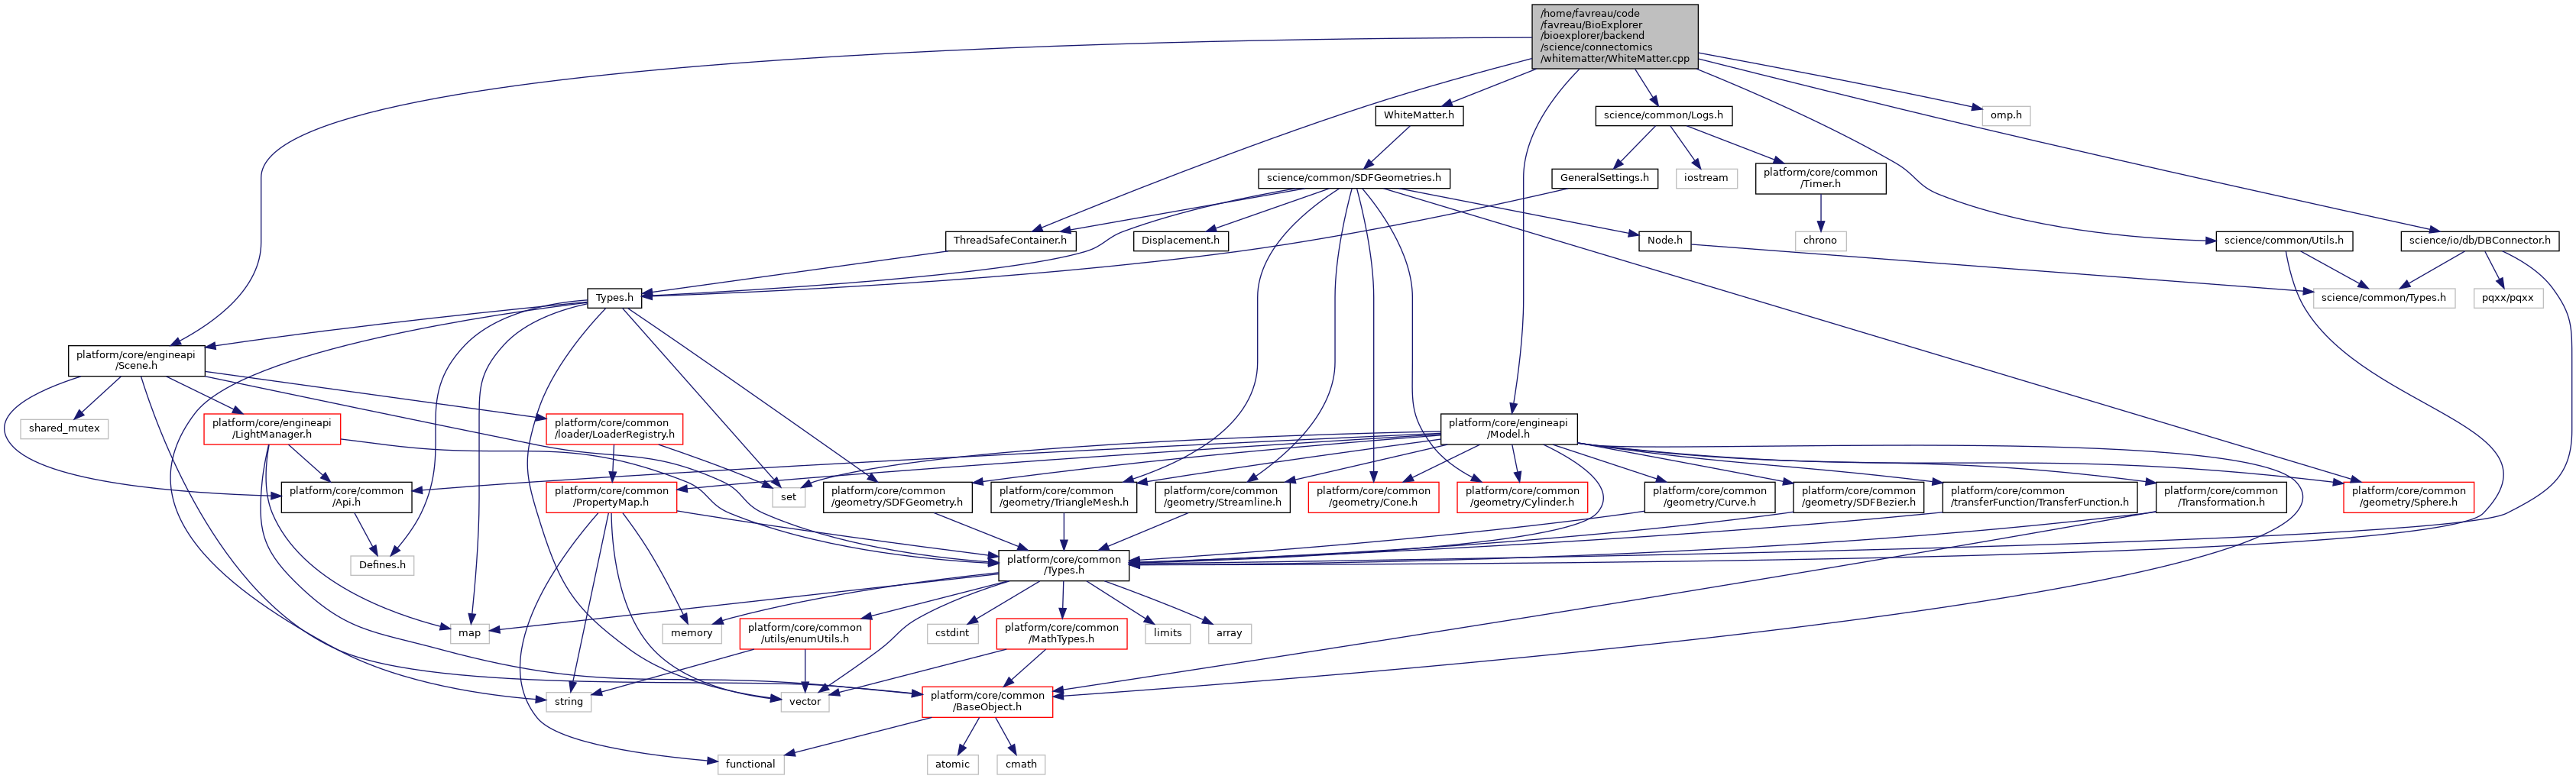 /home/favreau/code
/favreau/BioExplorer
/bioexplorer/backend
/science/connectomics
/whitematter/WhiteMatter.cpp
WhiteMatter.h
science/common/Logs.h
omp.h
science/common/SDFGeometries.h
GeneralSettings.h
iostream
platform/core/common
/Timer.h
ThreadSafeContainer.h
Displacement.h
Node.h
chrono
science/common/Utils.h
science/io/db/DBConnector.h
Types.h
science/common/Types.h
pqxx/pqxx
platform/core/engineapi
/Scene.h
shared_mutex
platform/core/engineapi
/LightManager.h
platform/core/common
/loader/LoaderRegistry.h
platform/core/engineapi
/Model.h
platform/core/common
/Api.h
platform/core/common
/PropertyMap.h
set
platform/core/common
/geometry/SDFGeometry.h
platform/core/common
/geometry/TriangleMesh.h
platform/core/common
/geometry/Streamline.h
platform/core/common
/geometry/Cone.h
platform/core/common
/geometry/Cylinder.h
platform/core/common
/geometry/Curve.h
platform/core/common
/geometry/SDFBezier.h
platform/core/common
/transferFunction/TransferFunction.h
platform/core/common
/Transformation.h
platform/core/common
/geometry/Sphere.h
Defines.h
platform/core/common
/Types.h
map
memory
platform/core/common
/utils/enumUtils.h
cstdint
platform/core/common
/MathTypes.h
limits
array
string
vector
platform/core/common
/BaseObject.h
functional
atomic
cmath